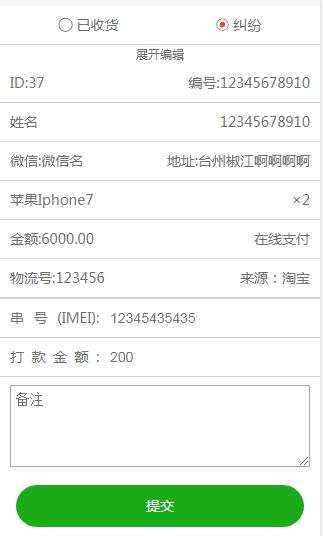 已收货 纠纷
展开编辑
ID:37 编号:12345678910
姓名 12345678910
微信:微信名 地址:台州椒江啊啊啊啊
苹果Iphone7 ×2
金额:6000.00 在线支付
物流号:123456 来源：淘宝
串 号 (IMEI): 12345435435
打 款 金 额 ： 200
备注
提交